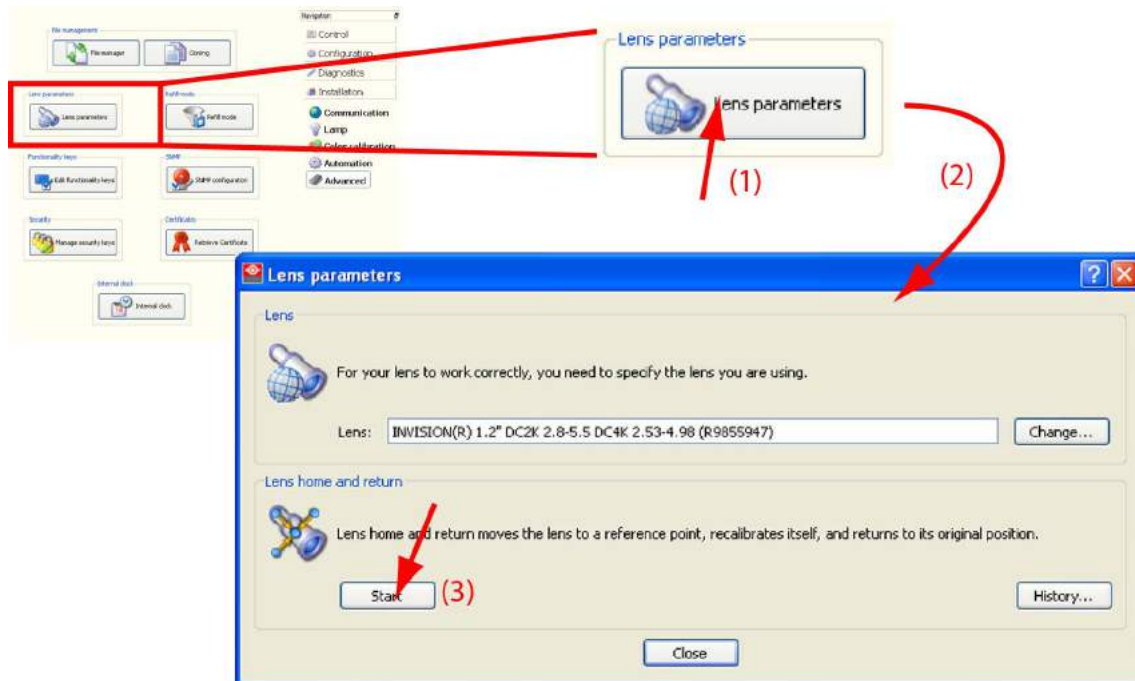 File management
File manager
Cloning
Lens parameters
Lens parameters
Refill mode
Refill mode
Functionality keys
Edit functionality keys
SNMP
SNMP configuration
Security
Manage security keys
Certificates
Retrieve Certificate
Internal clock
Internal clock
Navigation
Control
Configuration
Diagnostics
Installation
Communication
Lamp
Color calibration
Automation
Advanced
Lens parameters
Lens parameters
(1)
(2)
Lens parameters
Lens
For your lens to work correctly, you need to specify the lens you are using.
Lens: INVISION(R) 1.2" DC2K 2.8-5.5 DC4K 2.53-4.98 (R9855947) Change...
Lens home and return
Lens home and return moves the lens to a reference point, recalibrates itself, and returns to its original position.
Start (3) History...
Close